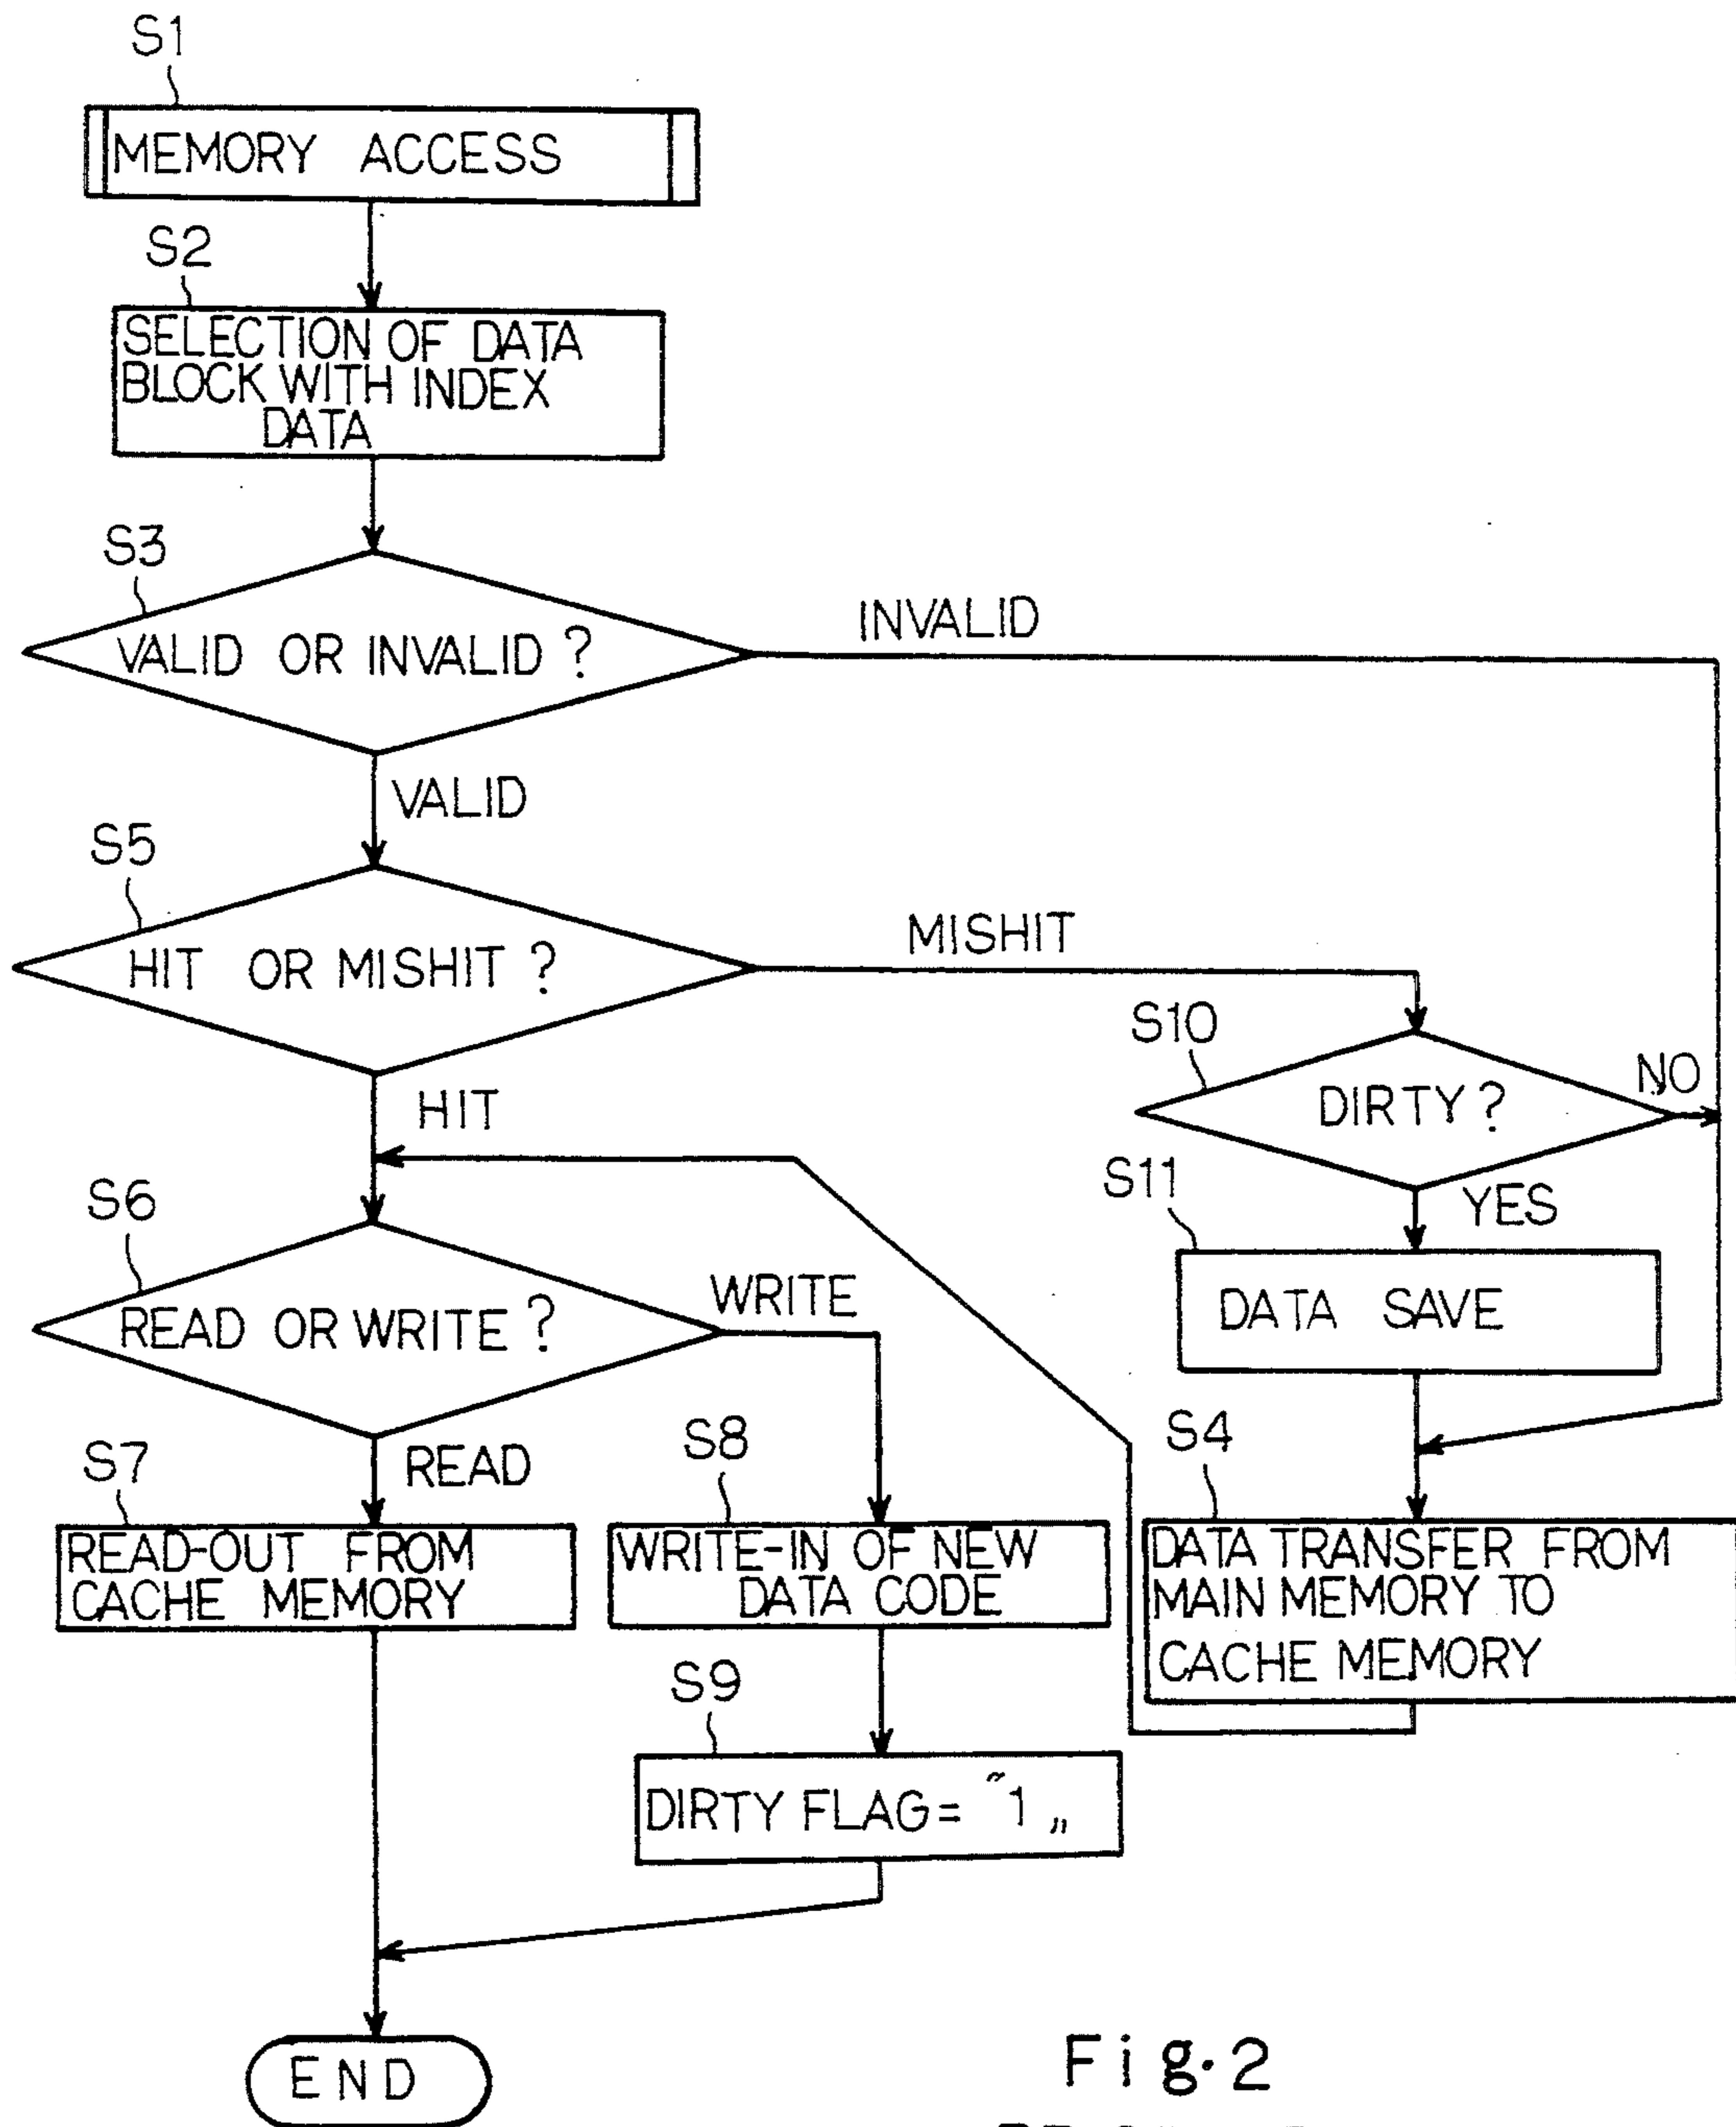 S1
MEMORY ACCESS
S2
SELECTION OF DATA
BLOCK WITH INDEX
DATA
S3
VALID OR INVALID ?
INVALID
VALID
S5
HIT OR MISHIT ?
MISHIT
HIT
S10
DIRTY ?
NO
YES
S11
DATA SAVE
S6
READ OR WRITE ?
WRITE
READ
S7
READ-OUT FROM
CACHE MEMORY
S8
WRITE-IN OF NEW
DATA CODE
S4
DATA TRANSFER FROM
MAIN MEMORY TO
CACHE MEMORY
S9
DIRTY FLAG = "1„
END
Fig.2